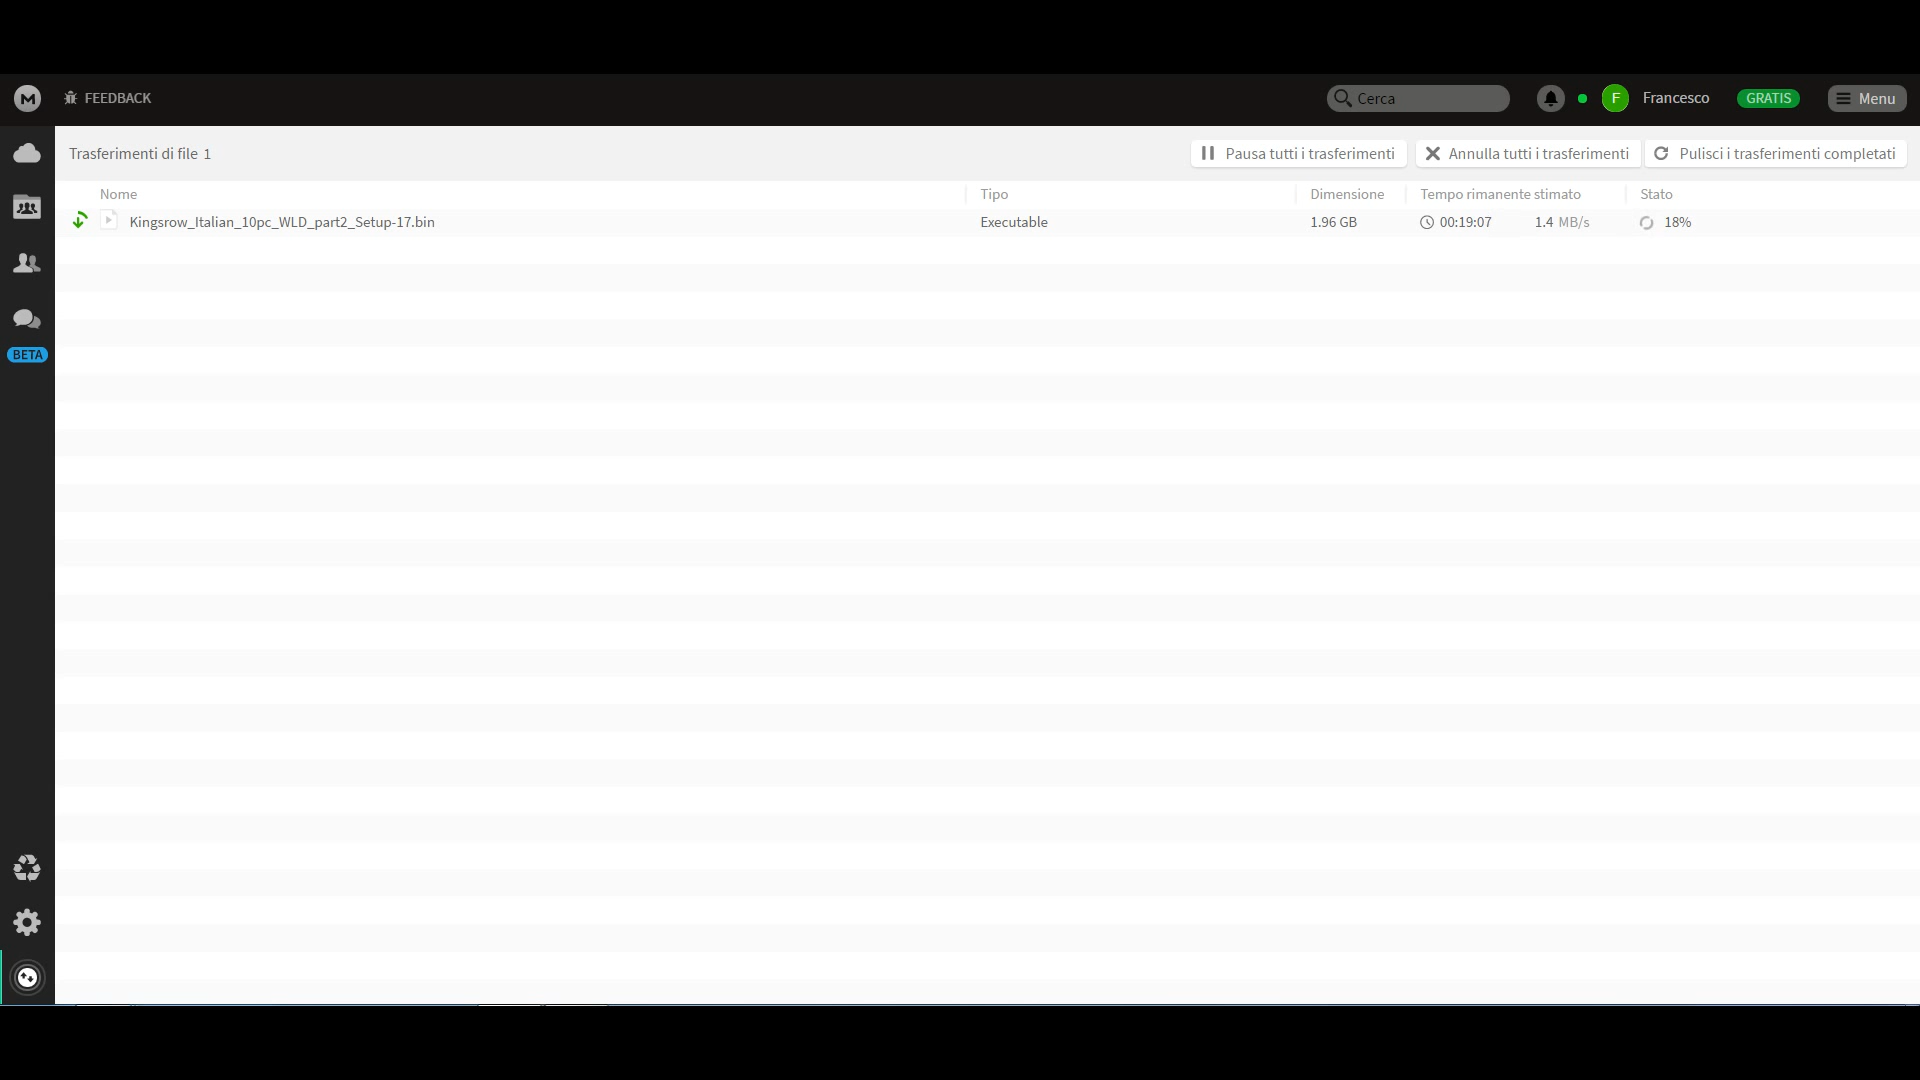 M FEEDBACK Cerca F Francesco GRATIS Menu
Trasferimenti di file 1 Pausa tutti i trasferimenti Annulla tutti i trasferimenti Pulisci i trasferimenti completati
Nome Tipo Dimensione Tempo rimanente stimato Stato
Kingsrow_Italian_10pc_WLD_part2_Setup-17.bin Executable 1.96 GB 00:19:07 1.4 MB/s 18%
BETA